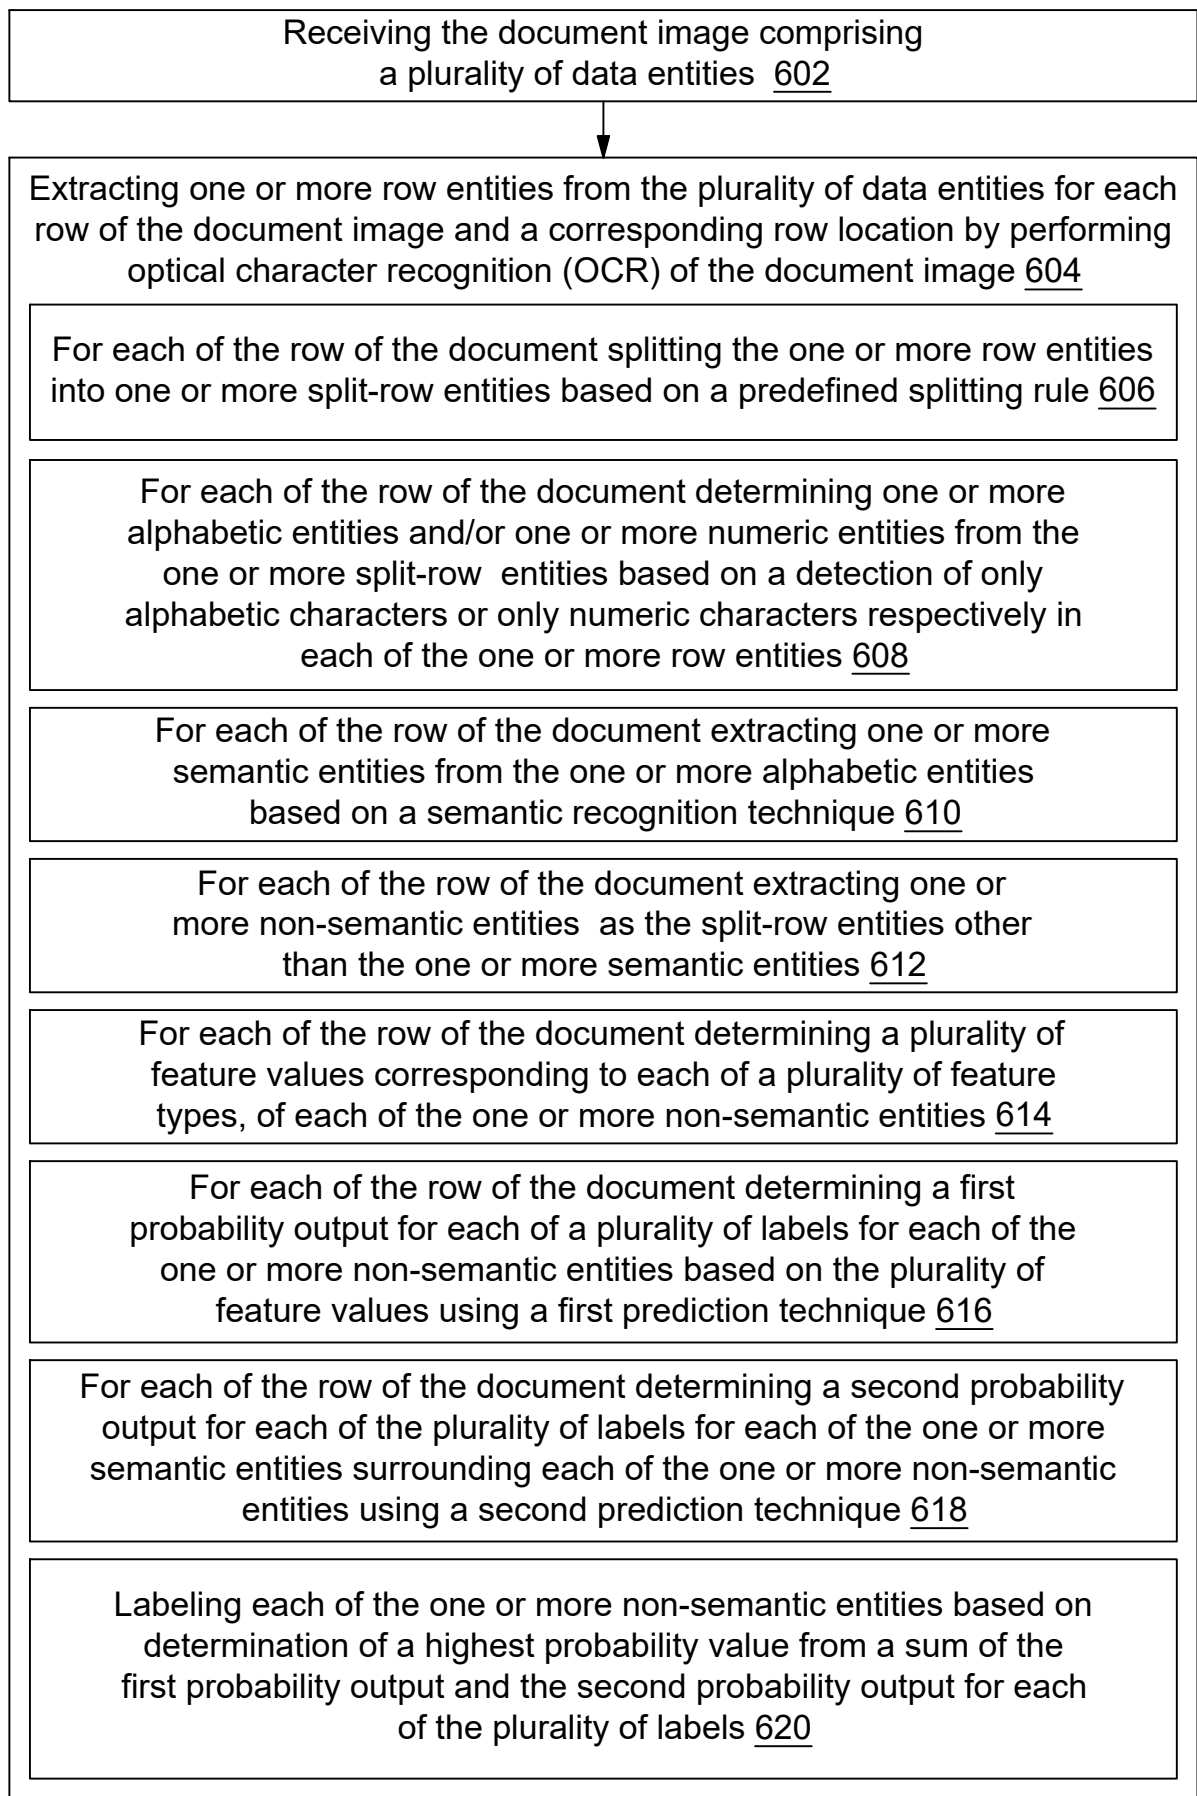 Receiving the document image comprising
a plurality of data entities 602
Extracting one or more row entities from the plurality of data entities for each
row of the document image and a corresponding row location by performing
optical character recognition (OCR) of the document image 604
For each of the row of the document splitting the one or more row entities
into one or more split-row entities based on a predefined splitting rule 606
For each of the row of the document determining one or more
alphabetic entities and/or one or more numeric entities from the
one or more split-row entities based on a detection of only
alphabetic characters or only numeric characters respectively in
each of the one or more row entities 608
For each of the row of the document extracting one or more
semantic entities from the one or more alphabetic entities
based on a semantic recognition technique 610
For each of the row of the document extracting one or
more non-semantic entities as the split-row entities other
than the one or more semantic entities 612
For each of the row of the document determining a plurality of
feature values corresponding to each of a plurality of feature
types, of each of the one or more non-semantic entities 614
For each of the row of the document determining a first
probability output for each of a plurality of labels for each of the
one or more non-semantic entities based on the plurality of
feature values using a first prediction technique 616
For each of the row of the document determining a second probability
output for each of the plurality of labels for each of the one or more
semantic entities surrounding each of the one or more non-semantic
entities using a second prediction technique 618
Labeling each of the one or more non-semantic entities based on
determination of a highest probability value from a sum of the
first probability output and the second probability output for each
of the plurality of labels 620